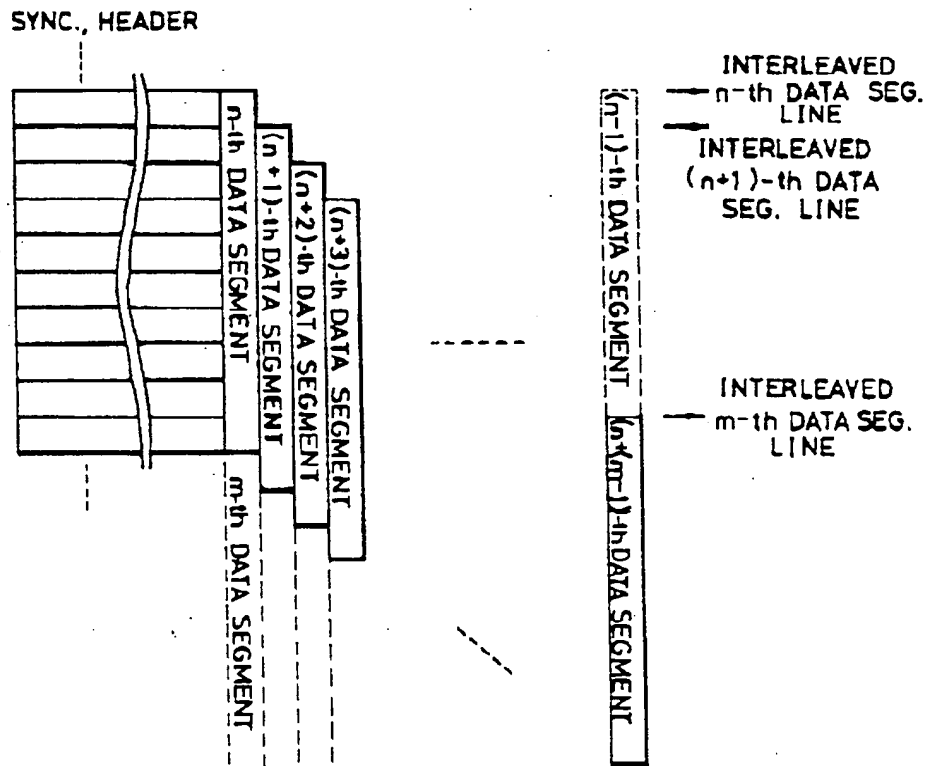 SYNC., HEADER
n-th DATA SEGMENT
(n+1)-th DATA SEGMENT
(n+2)-th DATA SEGMENT
(n+3)-th DATA SEGMENT
m-th DATA SEGMENT
(n-1)-th DATA SEGMENT
(n+(m-1))-th DATA SEGMENT
INTERLEAVED
n-th DATA SEG.
LINE
INTERLEAVED
(n+1)-th DATA
SEG. LINE
INTERLEAVED
m-th DATA SEG.
LINE